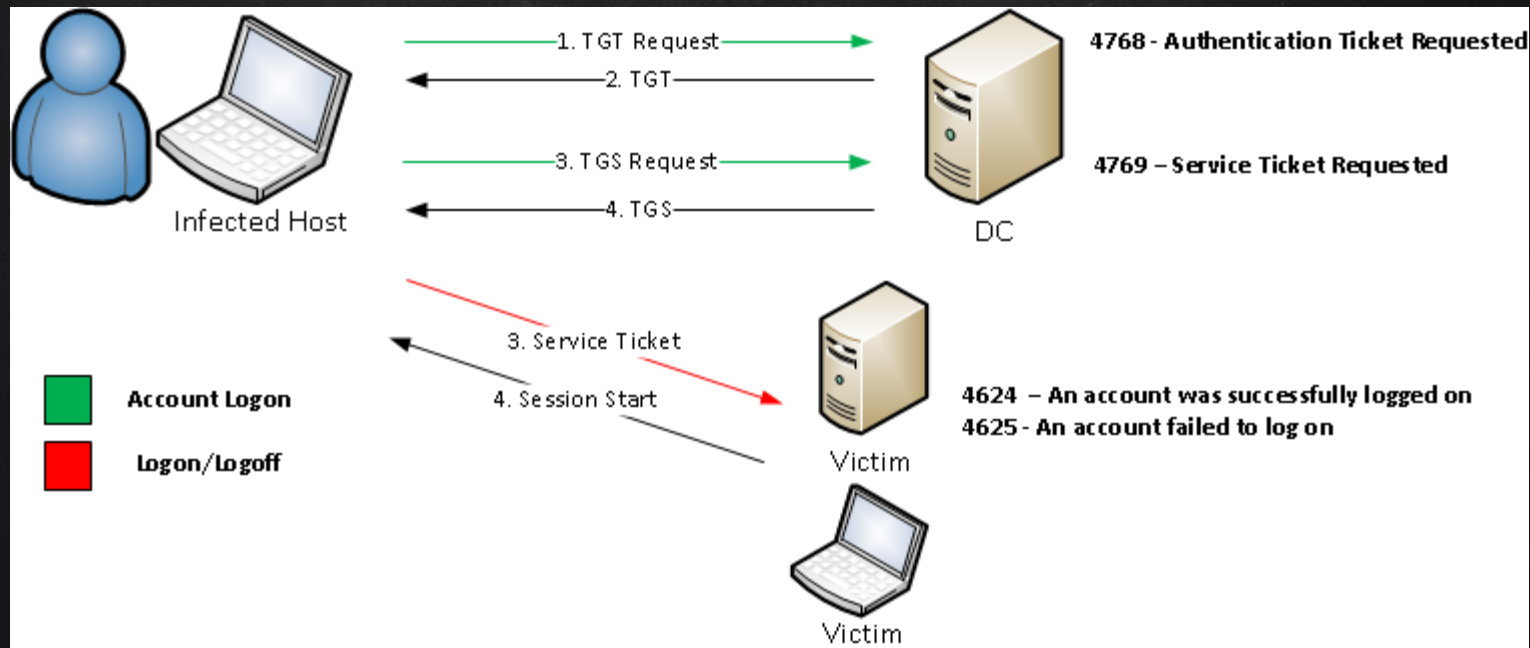 1. TGT Request
4768 - Authentication Ticket Requested
2. TGT
3. TGS Request
4769 – Service Ticket Requested
4. TGS
Infected Host
DC
3. Service Ticket
4. Session Start
Account Logon
Logon/Logoff
4624 – An account was successfully logged on
4625 - An account failed to log on
Victim
Victim